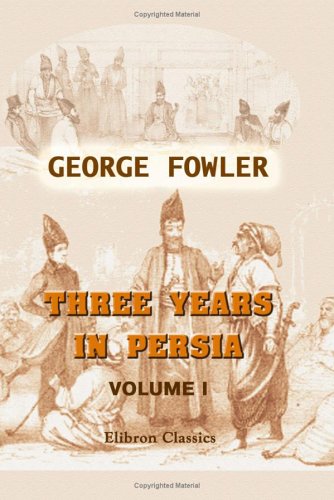 Copyrighted Material
GEORGE FOWLER
THREE YEARS
IN PERSIA
VOLUME I
Elibron Classics
Copyrighted Material